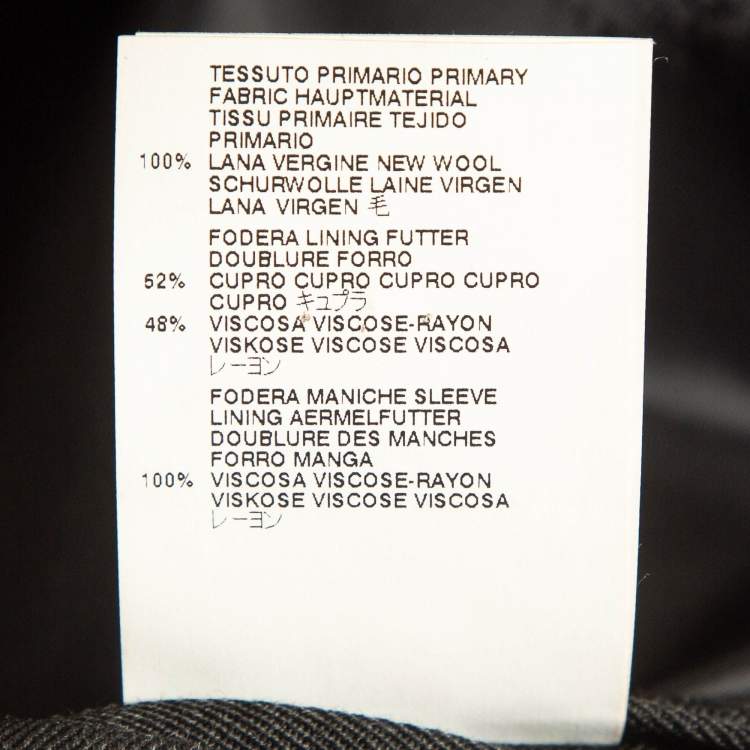 TESSUTO PRIMARIO PRIMARY
FABRIC HAUPTMATERIAL
TISSU PRIMAIRE TEJIDO
PRIMARIO
100% LANA VERGINE NEW WOOL
SCHURWOLLE LAINE VIRGEN
LANA VIRGEN 毛
FODERA LINING FUTTER
DOUBLURE FORRO
52% CUPRO CUPRO CUPRO CUPRO
CUPRO キュプラ
48% VISCOSA VISCOSE-RAYON
VISKOSE VISCOSE VISCOSA
レーヨン
FODERA MANICHE SLEEVE
LINING AERMELFUTTER
DOUBLURE DES MANCHES
FORRO MANGA
100% VISCOSA VISCOSE-RAYON
VISKOSE VISCOSE VISCOSA
レーヨン